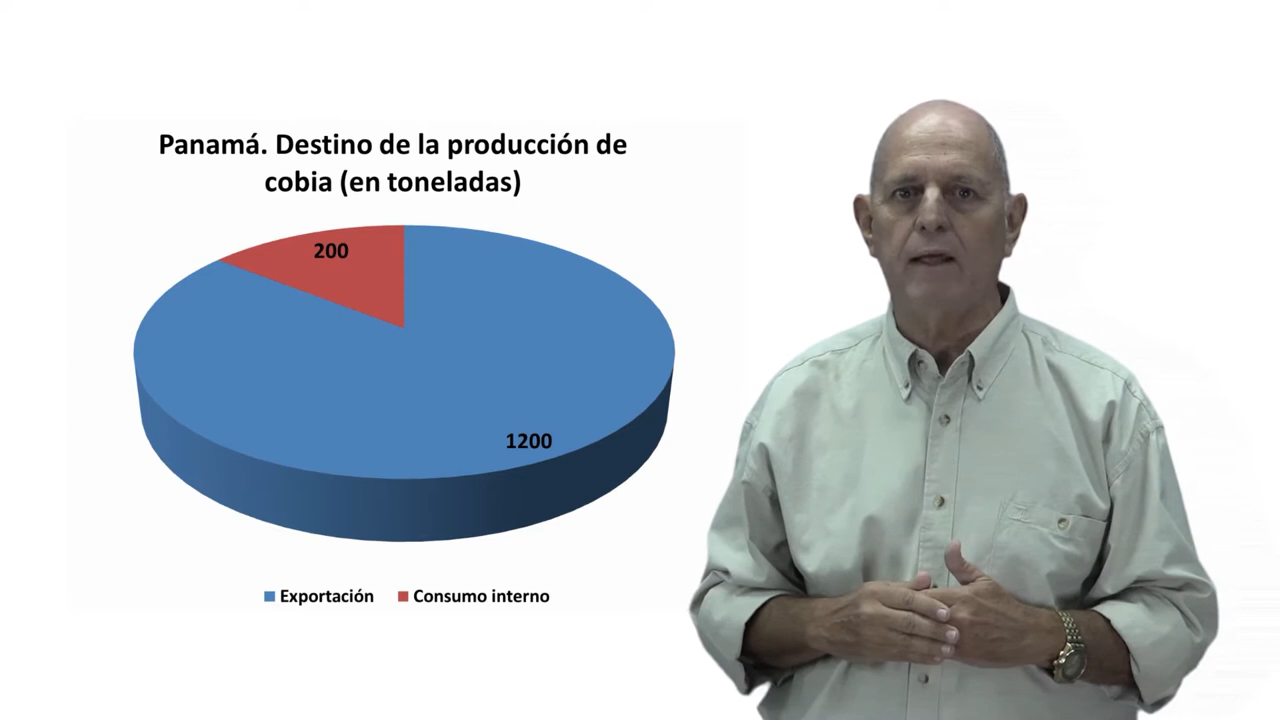 Panamá. Destino de la producción de
cobia (en toneladas)
200
1200
Exportación
Consumo interno